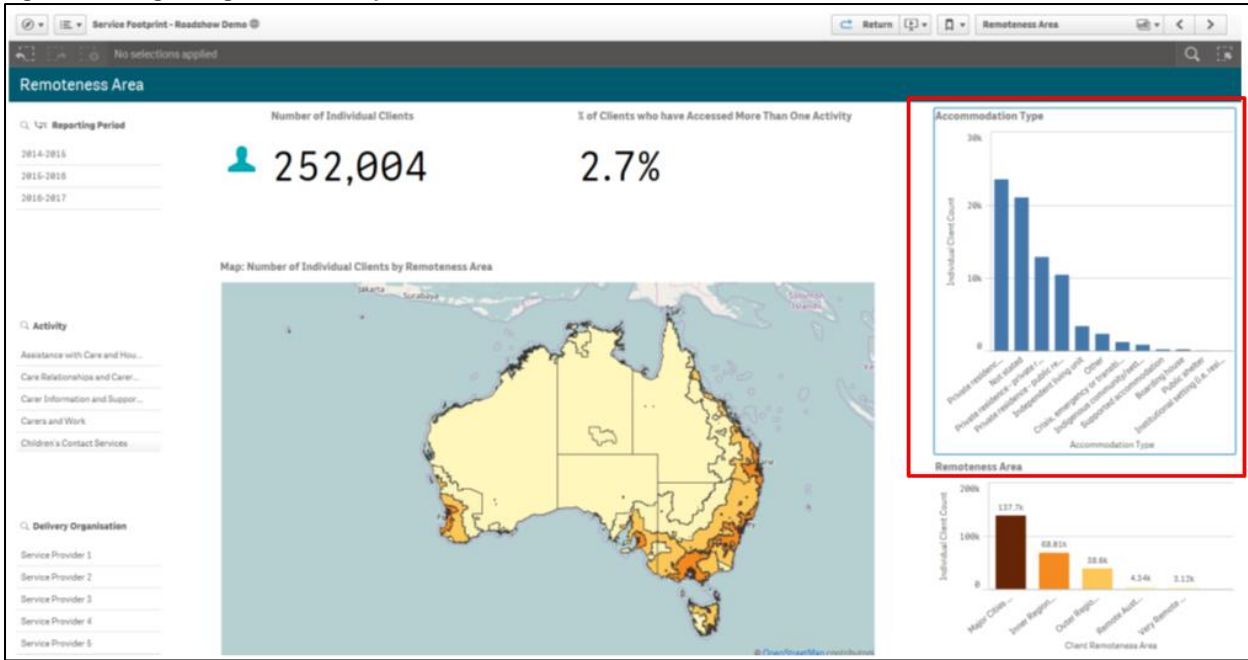 Service Footprint - Roadshow Demo
Return
Remoteness Area
No selections applied
Remoteness Area
Reporting Period
2014-2015
2015-2016
2016-2017
Number of Individual Clients
252,004
% of Clients who have Accessed More Than One Activity
2.7%
Map: Number of Individual Clients by Remoteness Area
Jakarta
Surabaya
Solomon
Islands
© OpenStreetMap contributors
Activity
Assistance with Care and Hou...
Care Relationships and Carer...
Carer Information and Suppor...
Carers and Work
Children's Contact Services
Delivery Organisation
Service Provider 1
Service Provider 2
Service Provider 3
Service Provider 4
Service Provider 5
Accommodation Type
Individual Client Count
30k
20k
10k
0
Private residenc...
Not stated
Private residence - private r...
Private residence - public re...
Independent living unit
Other
Crisis, emergency or transiti...
Indigenous community/sett...
Supported accommodation
Boarding house
Public shelter
Institutional setting (i.e. resi...
Accommodation Type
Remoteness Area
Individual Client Count
200k
100k
0
137.7k
68.81k
38.6k
4.34k
3.12k
Major Cities ...
Inner Region...
Outer Regio...
Remote Aust...
Very Remote ...
Client Remoteness Area